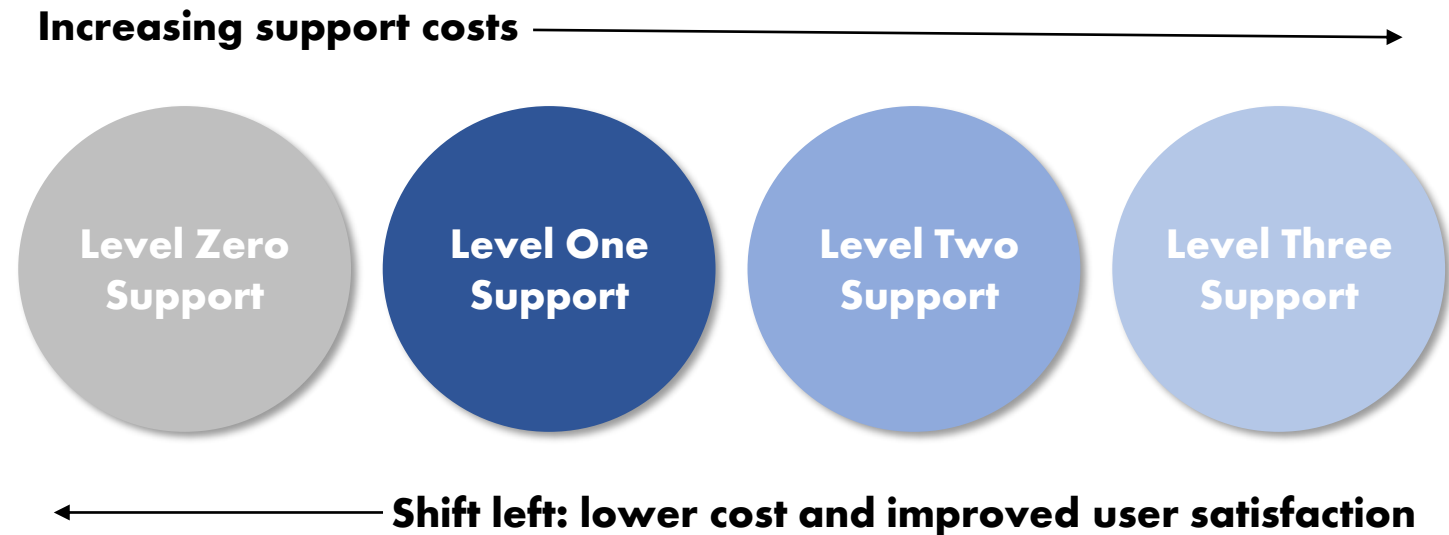 Increasing support costs
Level Zero
Support
Level One
Support
Level Two
Support
Level Three
Support
Shift left: lower cost and improved user satisfaction